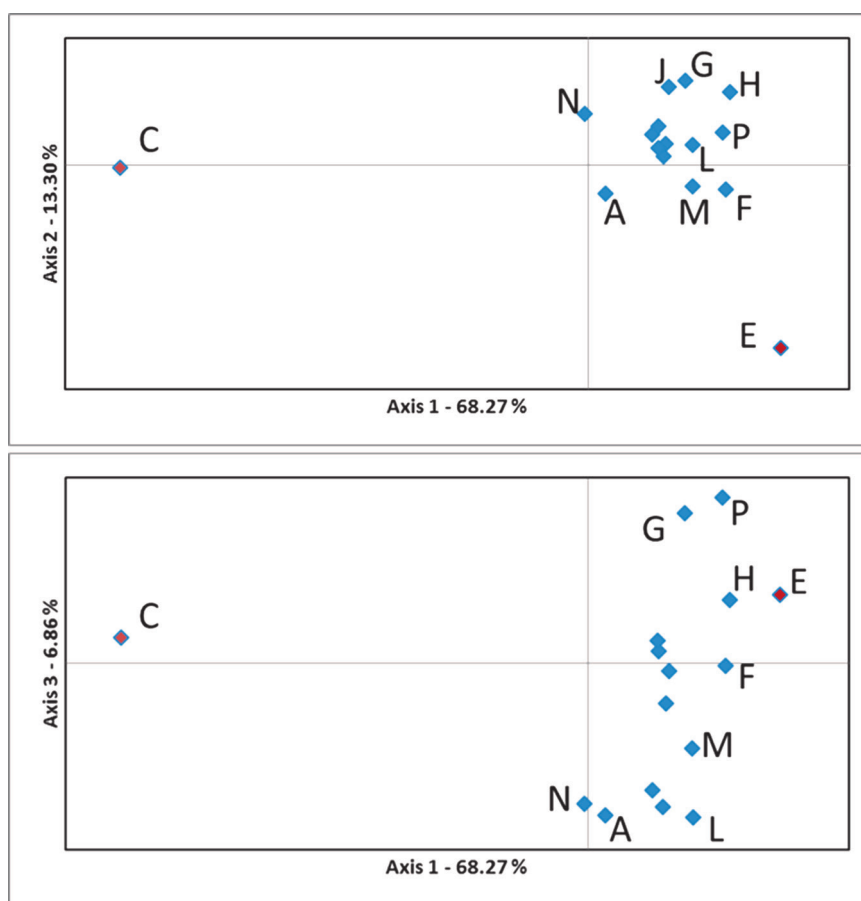 J G H
N
C P
L
A M F
E
Axis 2 - 13.30%
Axis 1 - 68.27%
G P
H E
C
F
M
N A L
Axis 3 - 6.86%
Axis 1 - 68.27%